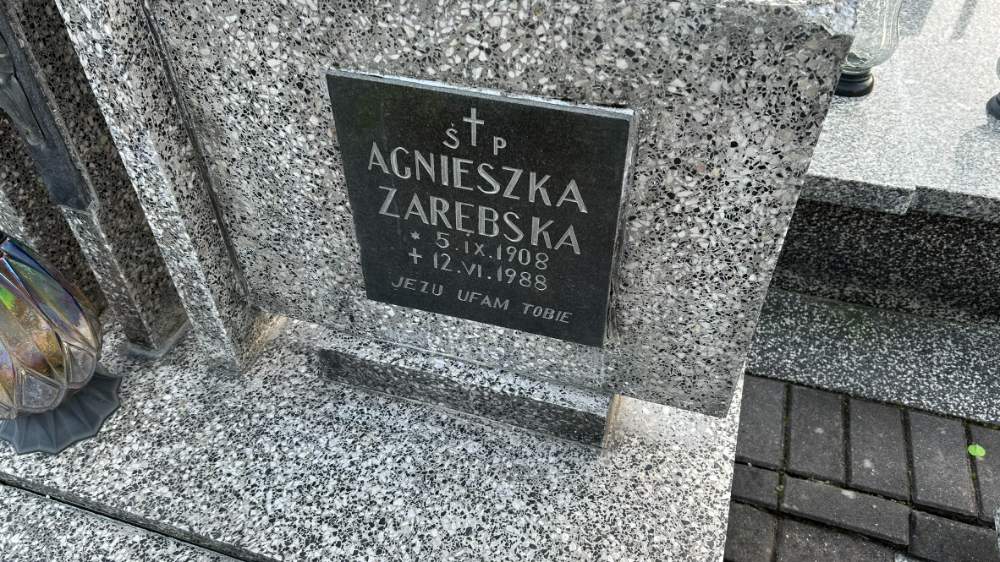 Ś P
AGNIESZKA
ZARĘBSKA
* 5.IX.1908
+ 12.VI.1988
JEZU UFAM TOBIE